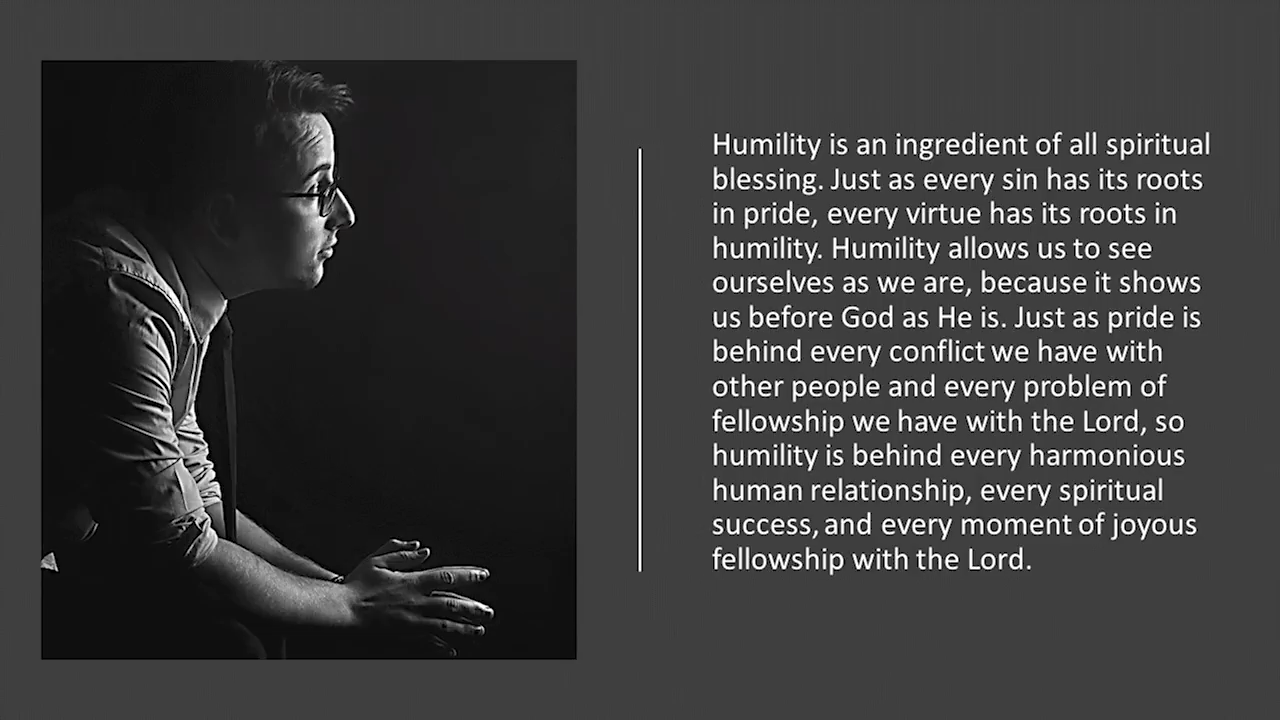 Humility is an ingredient of all spiritual
blessing. Just as every sin has its roots
in pride, every virtue has its roots in
humility. Humility allows us to see
ourselves as we are, because it shows
us before God as He is. Just as pride is
behind every conflict we have with
other people and every problem of
fellowship we have with the Lord, so
humility is behind every harmonious
human relationship, every spiritual
success, and every moment of joyous
fellowship with the Lord.